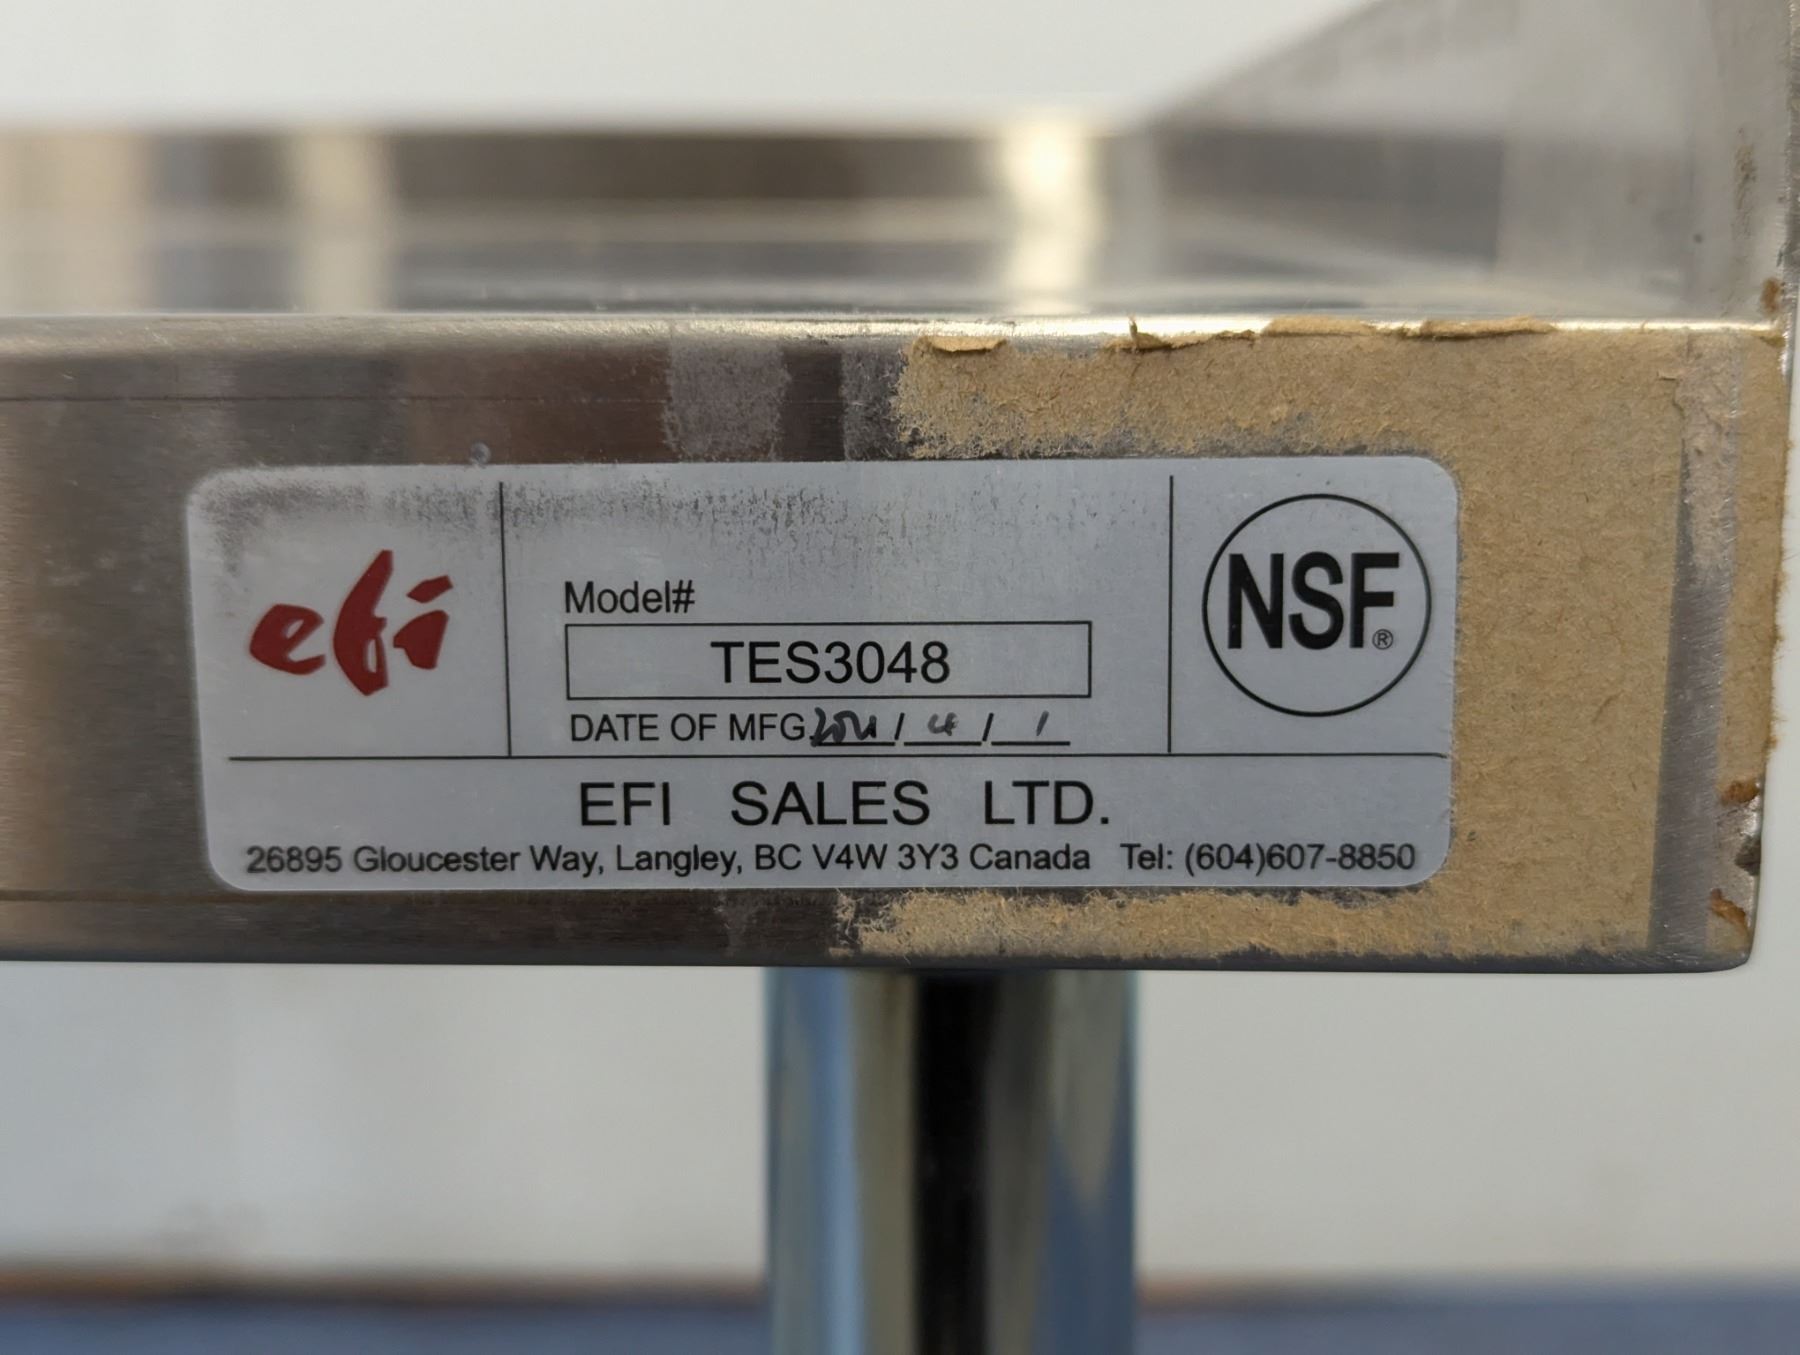 efi
Model#
TES3048
DATE OF MFG. / 4 / 1
NSF®
EFI SALES LTD.
26895 Gloucester Way, Langley, BC V4W 3Y3 Canada Tel: (604)607-8850